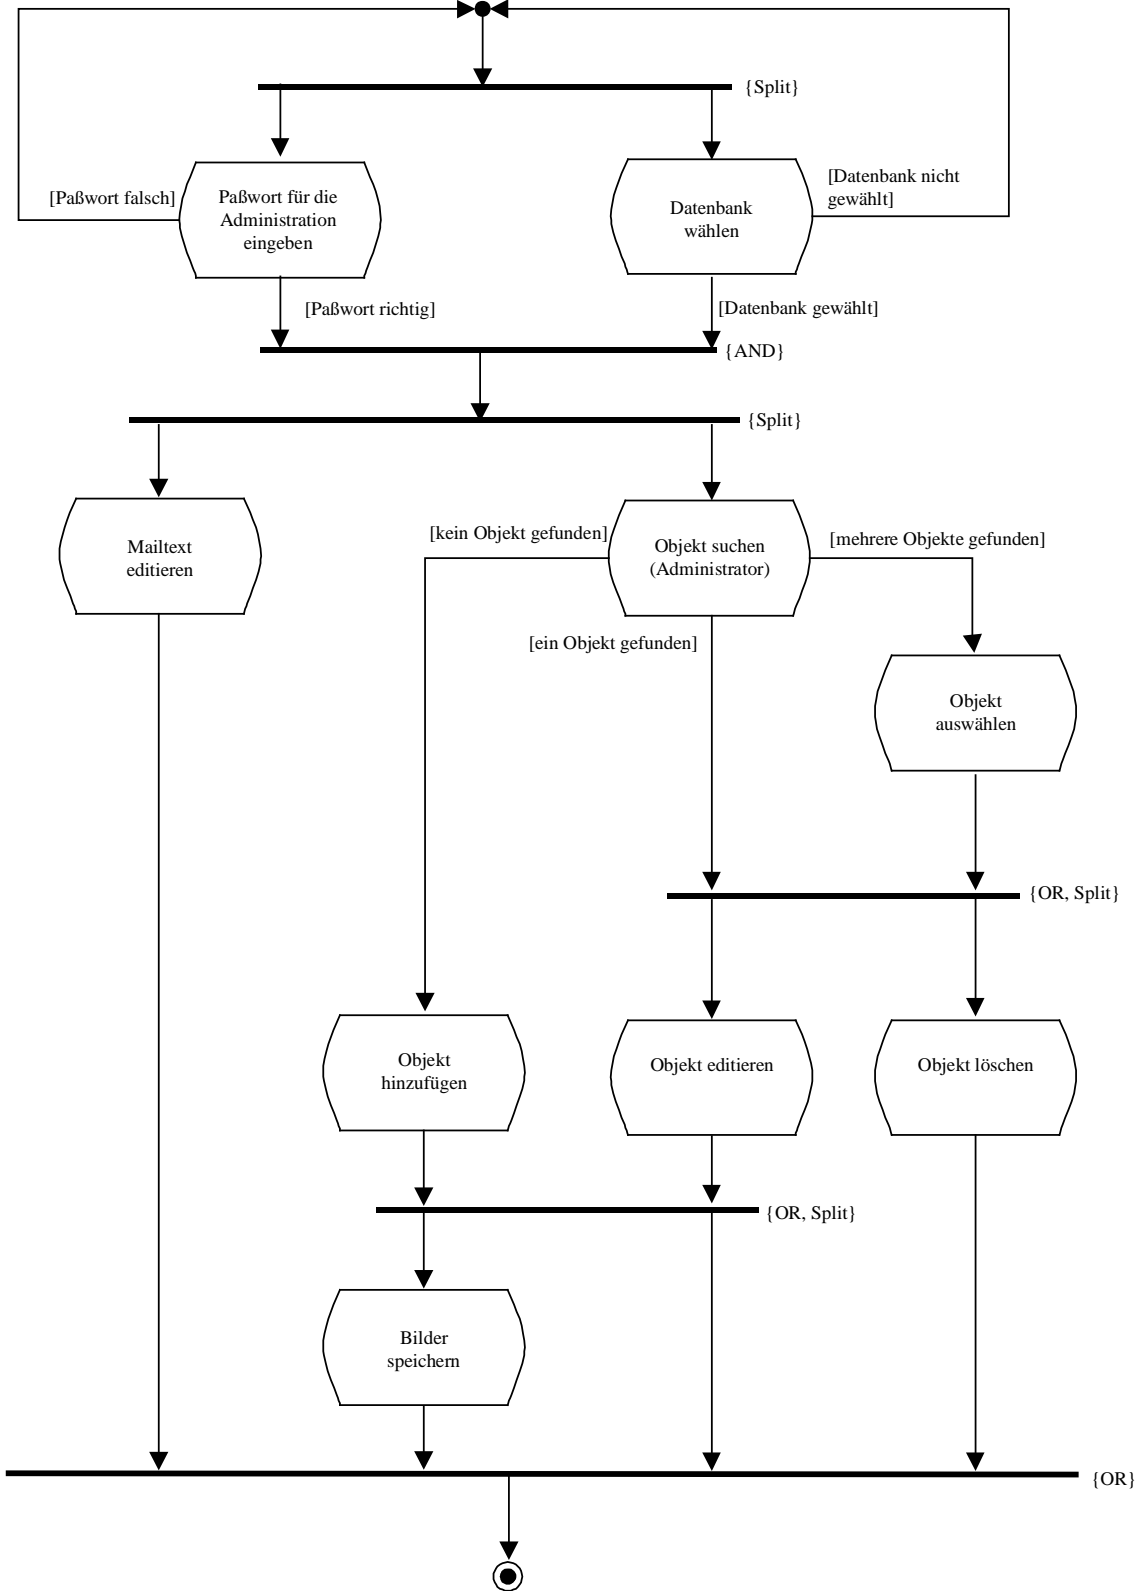 {Split}
[Paßwort falsch]
Paßwort für die
Administration
eingeben
Datenbank
wählen
[Datenbank nicht
gewählt]
[Paßwort richtig]
[Datenbank gewählt]
{AND}
{Split}
Mailtext
editieren
[kein Objekt gefunden]
Objekt suchen
(Administrator)
[mehrere Objekte gefunden]
[ein Objekt gefunden]
Objekt
auswählen
{OR, Split}
Objekt
hinzufügen
Objekt editieren
Objekt löschen
{OR, Split}
Bilder
speichern
{OR}